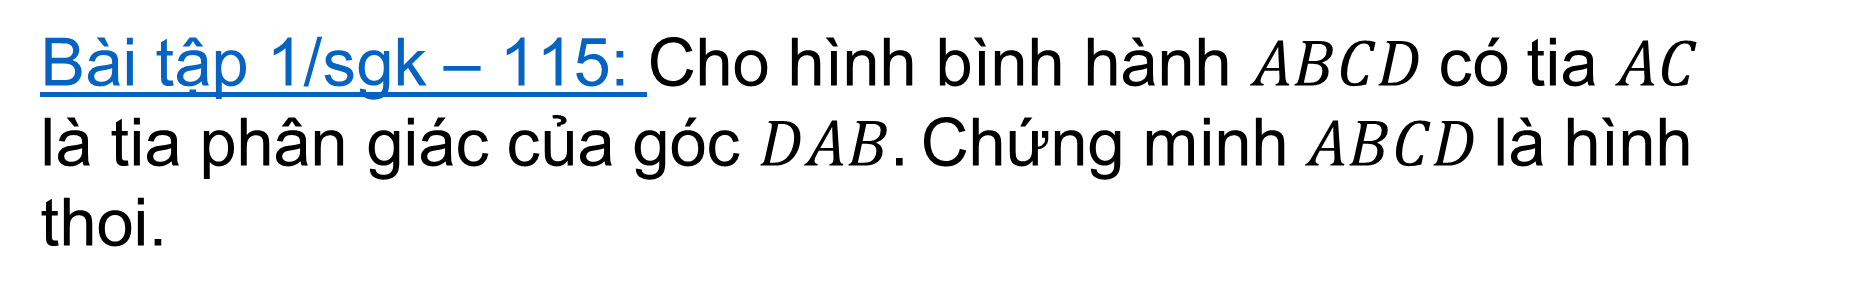 Bài tập 1/sgk – 115: Cho hình bình hành ABCD có tia AC
là tia phân giác của góc DAB. Chứng minh ABCD là hình
thoi.